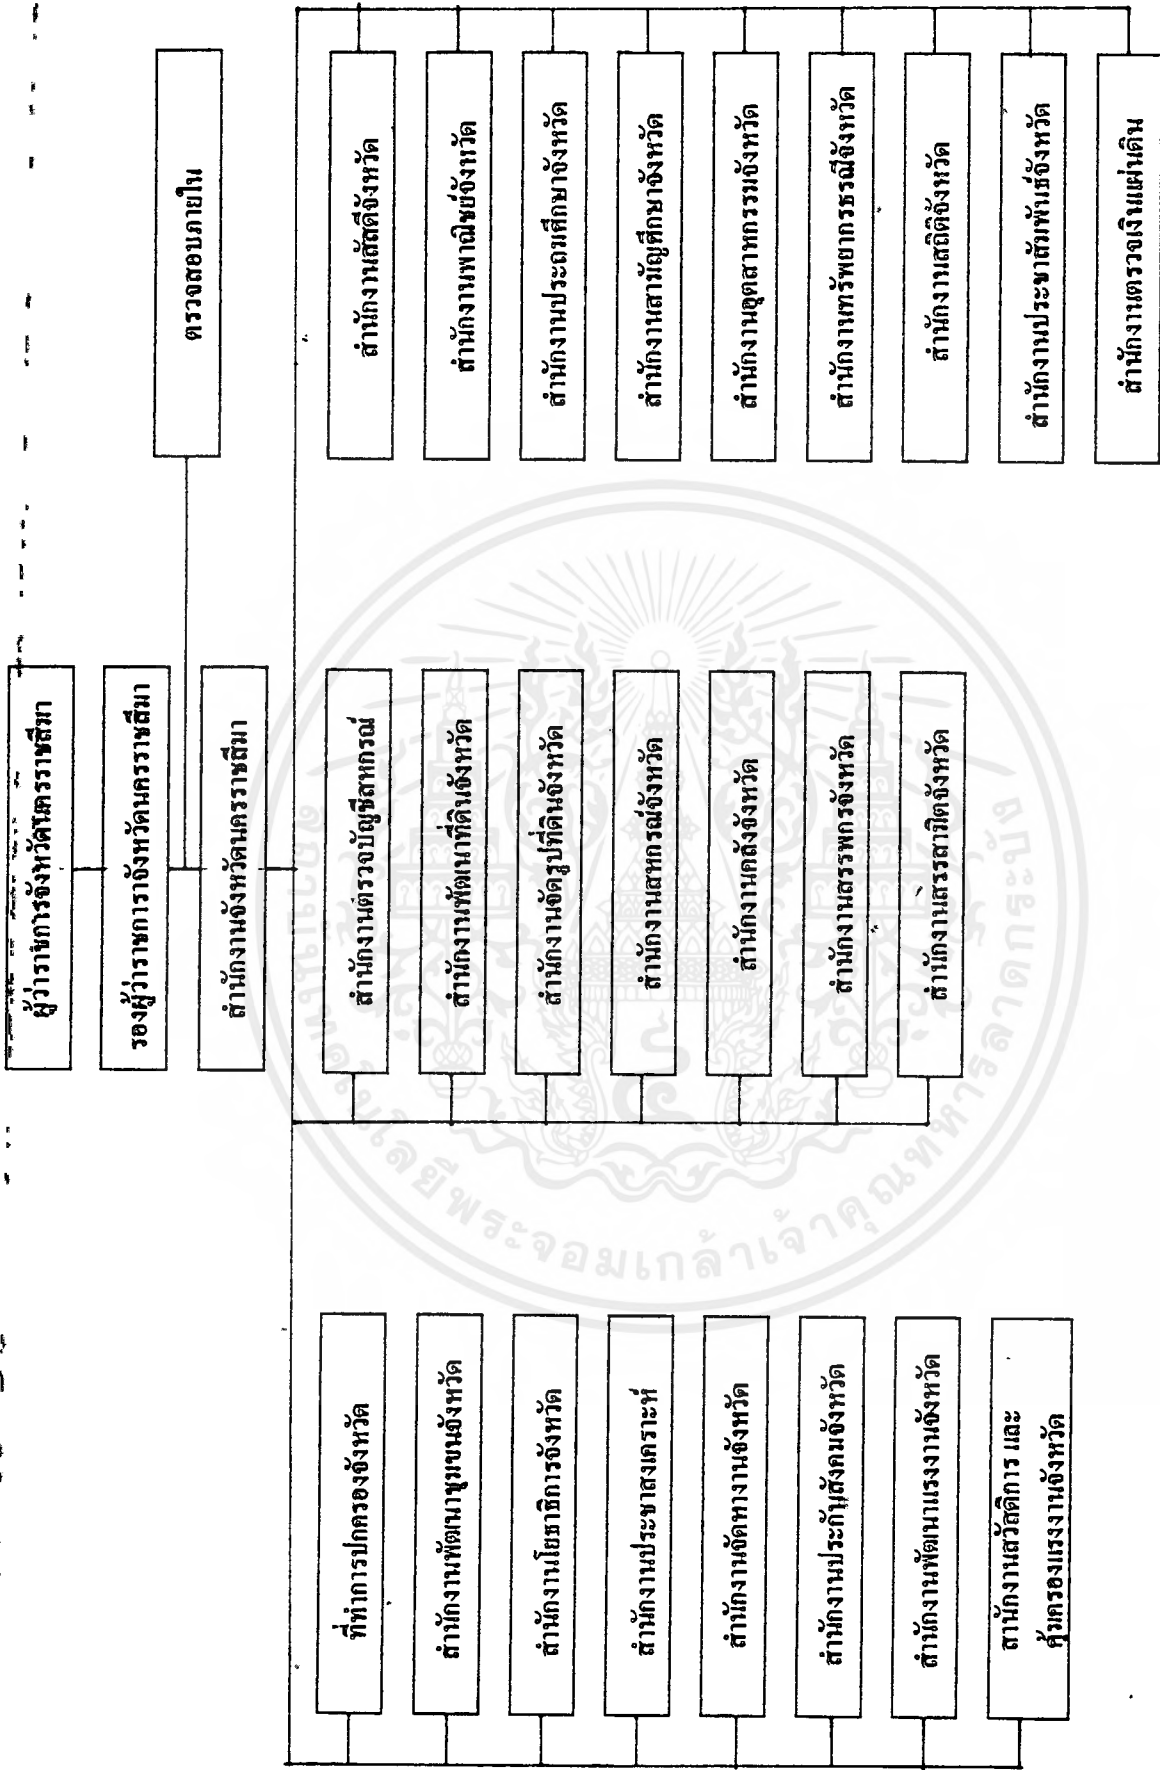 ผู้ว่าราชการจังหวัดนครราชสีมา
รองผู้ว่าราชการจังหวัดนครราชสีมา
ตรวจสอบภายใน
สำนักงานจังหวัดนครราชสีมา
ที่ทำการปกครองจังหวัด
สำนักงานพัฒนาชุมชนจังหวัด
สำนักงานโยธาธิการจังหวัด
สำนักงานประชาสงเคราะห์
สำนักงานจัดหางานจังหวัด
สำนักงานประกันสังคมจังหวัด
สำนักงานพัฒนาแรงงานจังหวัด
สำนักงานสวัสดิการ และ
คุ้มครองแรงงานจังหวัด
สำนักงานตรวจบัญชีสหกรณ์
สำนักงานพัฒนาที่ดินจังหวัด
สำนักงานจัดรูปที่ดินจังหวัด
สำนักงานสหกรณ์จังหวัด
สำนักงานคลังจังหวัด
สำนักงานสรรพกรจังหวัด
สำนักงานสรรสามิตจังหวัด
สำนักงานสัสดีจังหวัด
สำนักงานพาณิชย์จังหวัด
สำนักงานประถมศึกษาจังหวัด
สำนักงานสามัญศึกษาจังหวัด
สำนักงานอุตสาหกรรมจังหวัด
สำนักงานทรัพยากรธรณีจังหวัด
สำนักงานสถิติจังหวัด
สำนักงานประชาสัมพันธ์จังหวัด
สำนักงานตรวจเงินแผ่นดิน